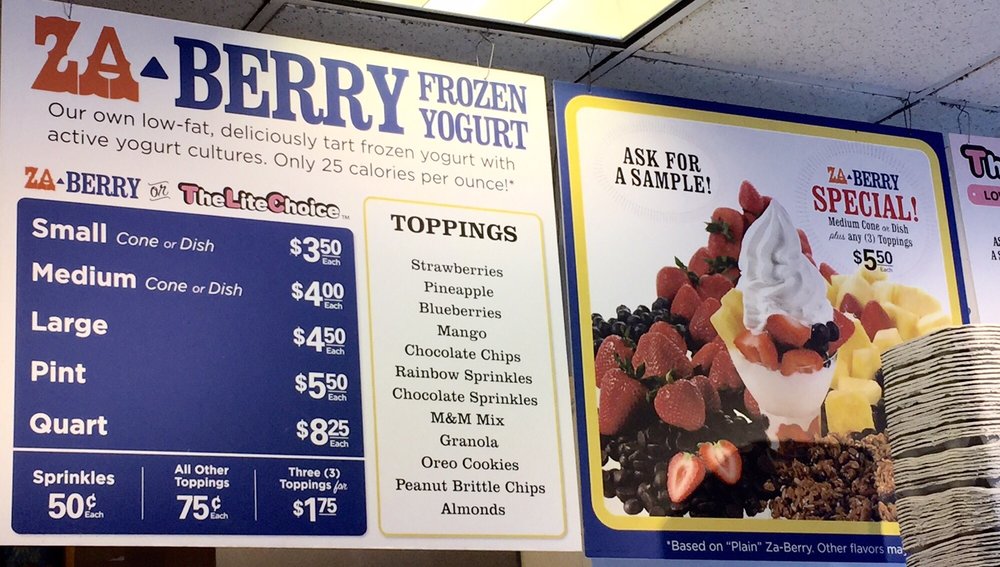 ZA-BERRY FROZEN YOGURT
Our own low-fat, deliciously tart frozen yogurt with
active yogurt cultures. Only 25 calories per ounce!*
ZA-BERRY or TheLiteChoice™
Small Cone or Dish $3.50 Each
Medium Cone or Dish $4.00 Each
Large $4.50 Each
Pint $5.50 Each
Quart $8.25 Each
Sprinkles 50¢ Each
All Other Toppings 75¢ Each
Three (3) Toppings for $1.75
TOPPINGS
Strawberries
Pineapple
Blueberries
Mango
Chocolate Chips
Rainbow Sprinkles
Chocolate Sprinkles
M&M Mix
Granola
Oreo Cookies
Peanut Brittle Chips
Almonds
ASK FOR
A SAMPLE!
ZA-BERRY
SPECIAL!
Medium Cone or Dish
plus any (3) Toppings
$5.50 Each
*Based on "Plain" Za-Berry. Other flavors